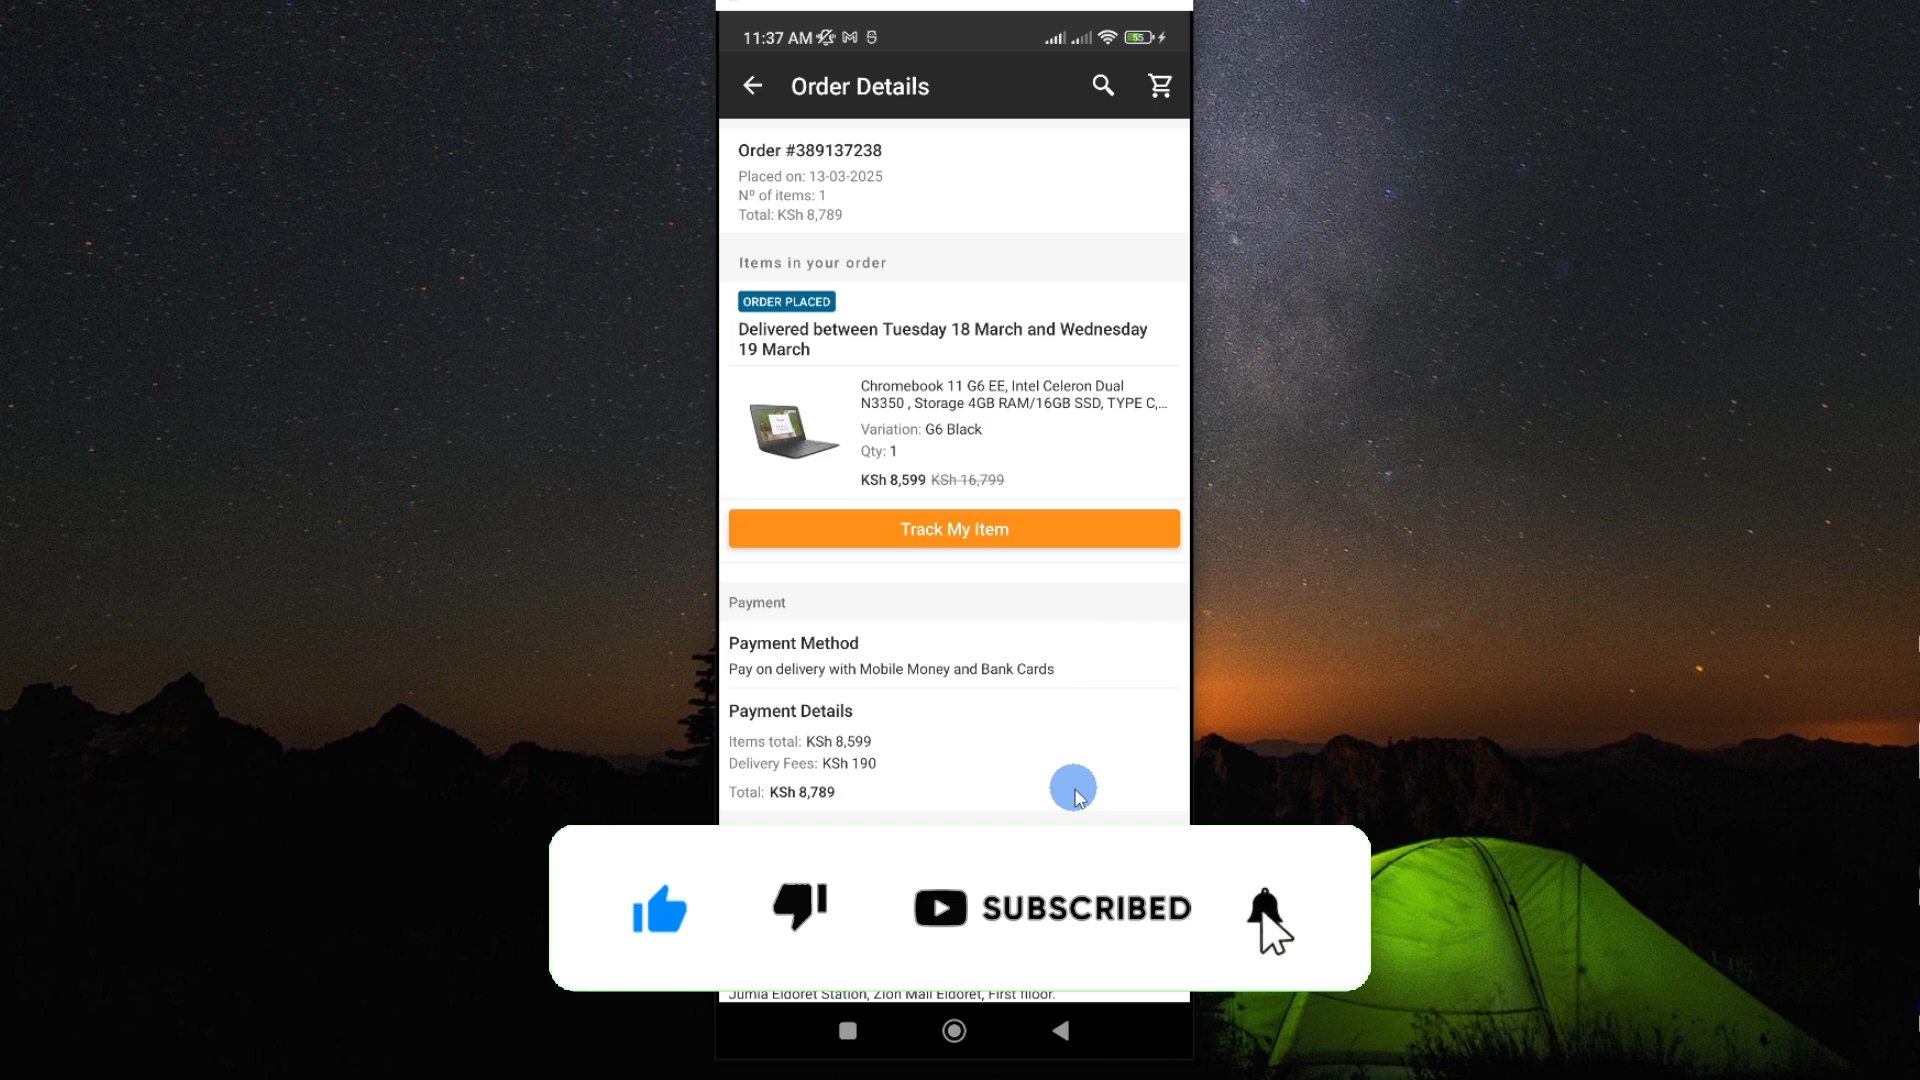 11:37 AM
55
Order Details
Order #389137238
Placed on: 13-03-2025
Nº of items: 1
Total: KSh 8,789
Items in your order
ORDER PLACED
Delivered between Tuesday 18 March and Wednesday
19 March
Chromebook 11 G6 EE, Intel Celeron Dual
N3350 , Storage 4GB RAM/16GB SSD, TYPE C,...
Variation: G6 Black
Qty: 1
KSh 8,599 KSh 16,799
Track My Item
Payment
Payment Method
Pay on delivery with Mobile Money and Bank Cards
Payment Details
Items total: KSh 8,599
Delivery Fees: KSh 190
Total: KSh 8,789
SUBSCRIBED
Jumia Eldoret Station, Zion Mall Eldoret, First floor.